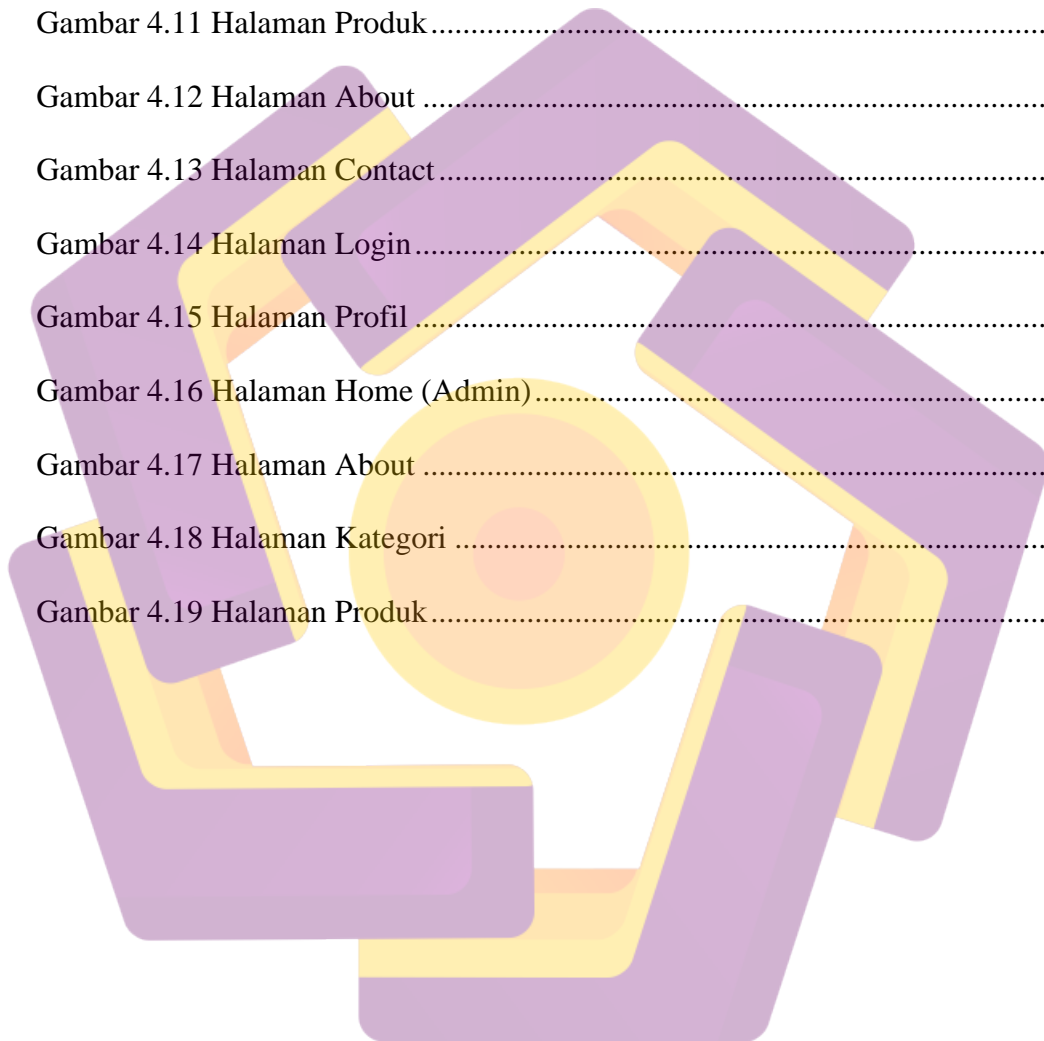 Gambar 4.11 Halaman Produk..........................................................................
Gambar 4.12 Halaman About ...........................................................................
Gambar 4.13 Halaman Contact.........................................................................
Gambar 4.14 Halaman Login............................................................................
Gambar 4.15 Halaman Profil ............................................................................
Gambar 4.16 Halaman Home (Admin).............................................................
Gambar 4.17 Halaman About ...........................................................................
Gambar 4.18 Halaman Kategori .......................................................................
Gambar 4.19 Halaman Produk..........................................................................